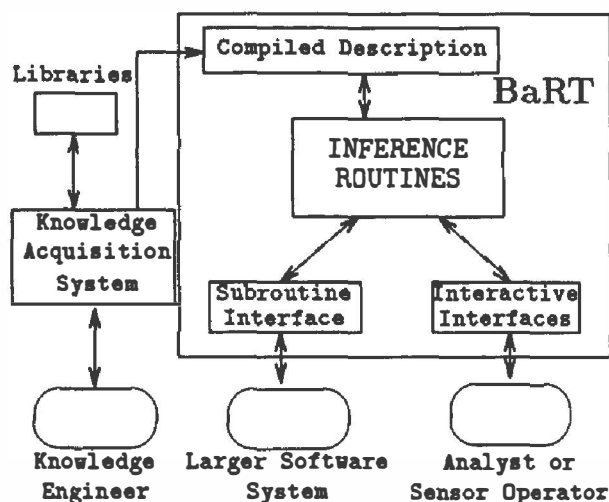 Compiled Description
Libraries
BaRT
INFERENCE
ROUTINES
Knowledge
Acquisition
System
Subroutine
Interface
Interactive
Interfaces
Knowledge
Engineer
Larger Software
System
Analyst or
Sensor Operator